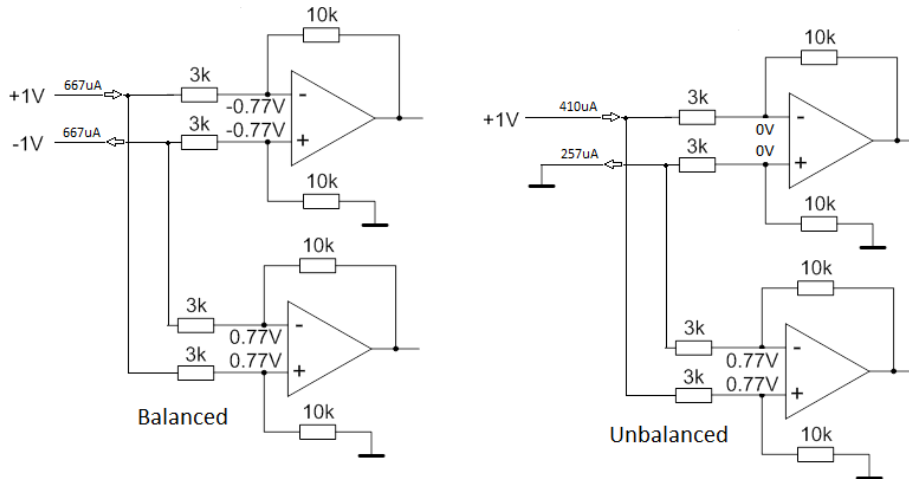 10k
3k
667uA
+1V
-
-0.77V
-0.77V
667uA
3k
-1V
+
10k
10k
3k
-
0.77V
0.77V
3k
+
10k
Balanced
10k
3k
410uA
+1V
-
0V
0V
257uA
3k
+
10k
10k
3k
-
0.77V
0.77V
3k
+
10k
Unbalanced